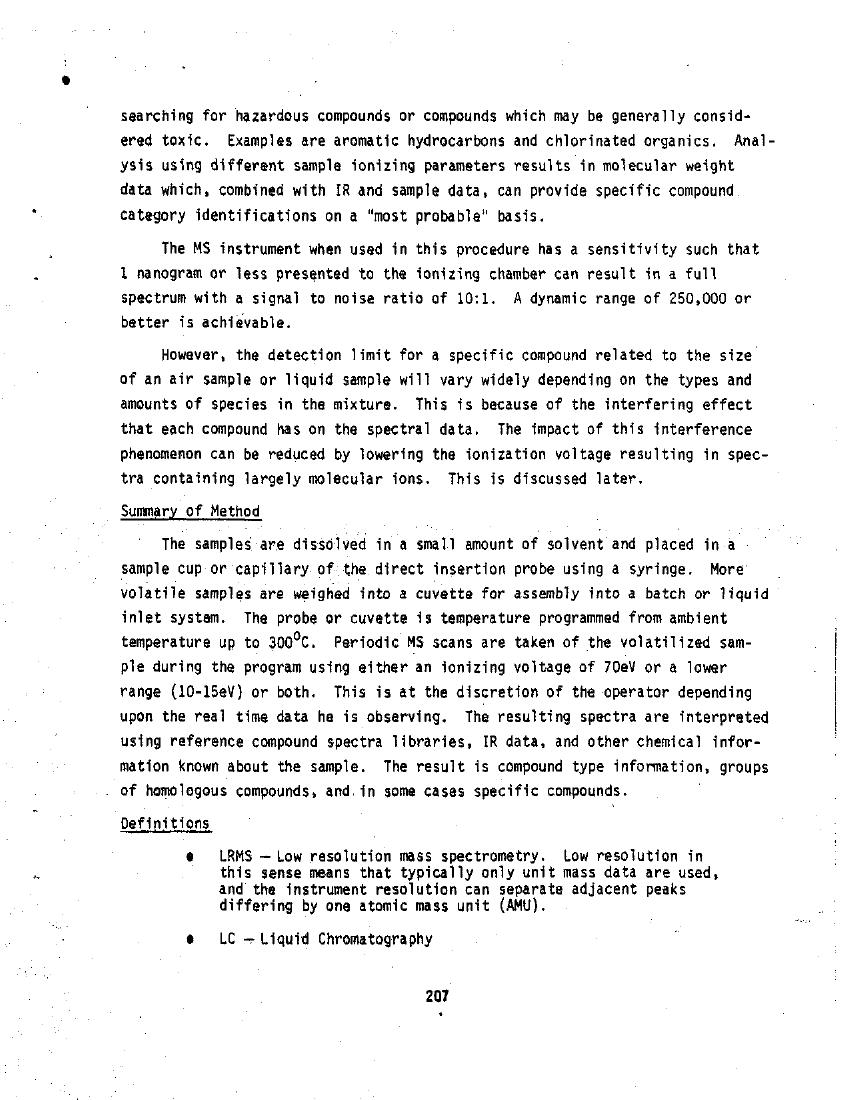 searching for hazardous compounds or compounds which may be generally consid-
ered toxic. Examples are aromatic hydrocarbons and chlorinated organics. Anal-
ysis using different sample ionizing parameters results in molecular weight
data which, combined with IR and sample data, can provide specific compound
category identifications on a "most probable" basis.
The MS instrument when used in this procedure has a sensitivity such that
1 nanogram or less presented to the ionizing chamber can result in a full
spectrum with a signal to noise ratio of 10:1. A dynamic range of 250,000 or
better is achievable.
However, the detection limit for a specific compound related to the size
of an air sample or liquid sample will vary widely depending on the types and
amounts of species in the mixture. This is because of the interfering effect
that each compound has on the spectral data. The impact of this interference
phenomenon can be reduced by lowering the ionization voltage resulting in spec-
tra containing largely molecular ions. This is discussed later.
Summary of Method
The samples are dissolved in a small amount of solvent and placed in a
sample cup or capillary of the direct insertion probe using a syringe. More
volatile samples are weighed into a cuvette for assembly into a batch or liquid
inlet system. The probe or cuvette is temperature programmed from ambient
temperature up to 300⁰C. Periodic MS scans are taken of the volatilized sam-
ple during the program using either an ionizing voltage of 70eV or a lower
range (10-15eV) or both. This is at the discretion of the operator depending
upon the real time data he is observing. The resulting spectra are interpreted
using reference compound spectra libraries, IR data, and other chemical infor-
mation known about the sample. The result is compound type information, groups
of homologous compounds, and in some cases specific compounds.
Definitions
● LRMS — Low resolution mass spectrometry. Low resolution in
this sense means that typically only unit mass data are used,
and the instrument resolution can separate adjacent peaks
differing by one atomic mass unit (AMU).
● LC — Liquid Chromatography
207